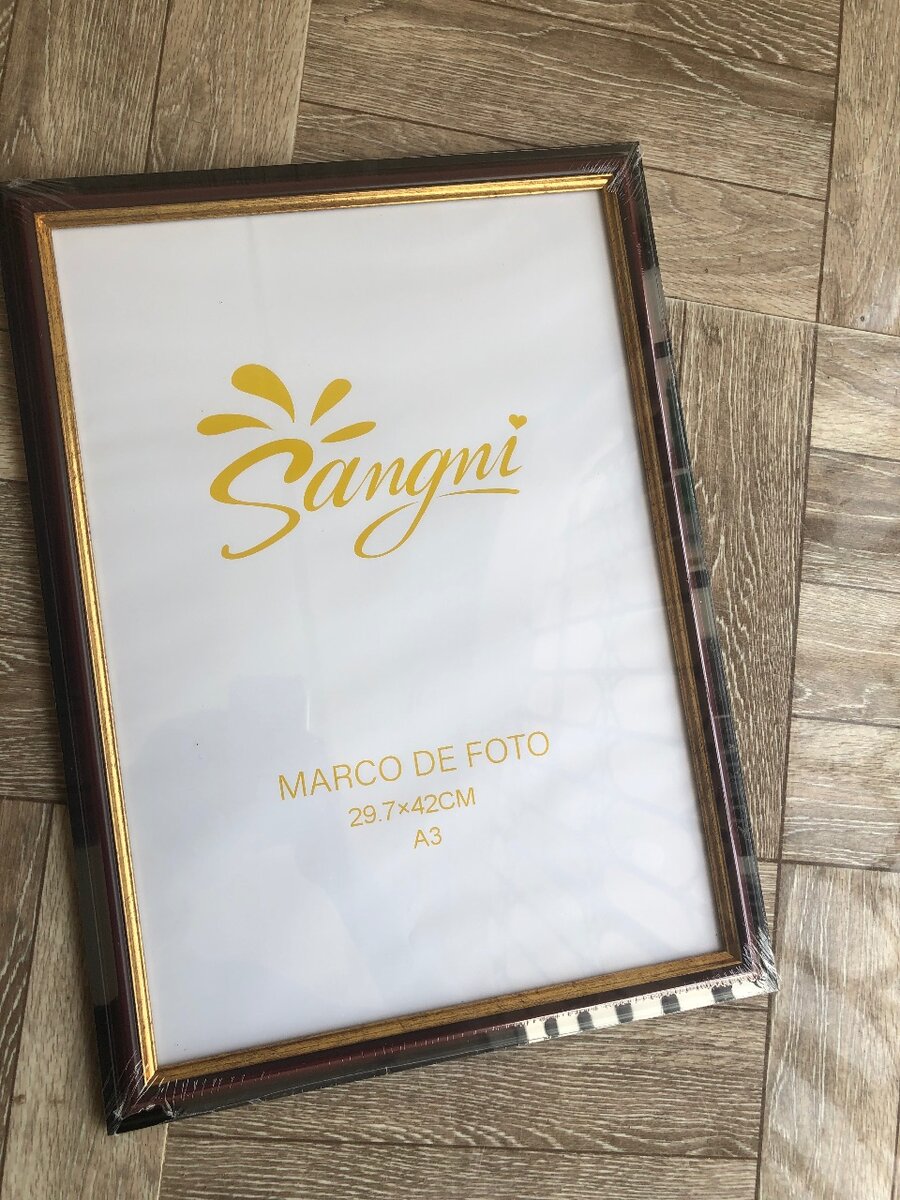 Sangni
MARCO DE FOTO
29.7×42CM
A3